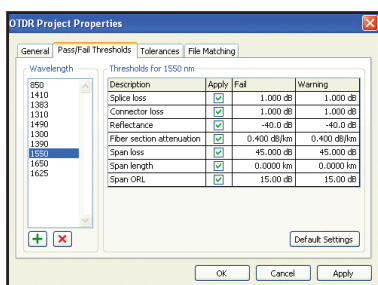 OTDR Project Properties
General Pass/Fail Thresholds Tolerances File Matching
Wavelength
850
1410
1383
1310
1490
1300
1390
1550
1650
1625
Thresholds for 1550 nm
Description Apply Fail Warning
Splice loss 1.000 dB 1.000 dB
Connector loss 1.000 dB 1.000 dB
Reflectance -40.0 dB -40.0 dB
Fiber section attenuation 0.400 dB/km 0.400 dB/km
Span loss 45.000 dB 45.000 dB
Span length 0.0000 km 0.0000 km
Span ORL 15.00 dB 15.00 dB
Default Settings
OK Cancel Apply